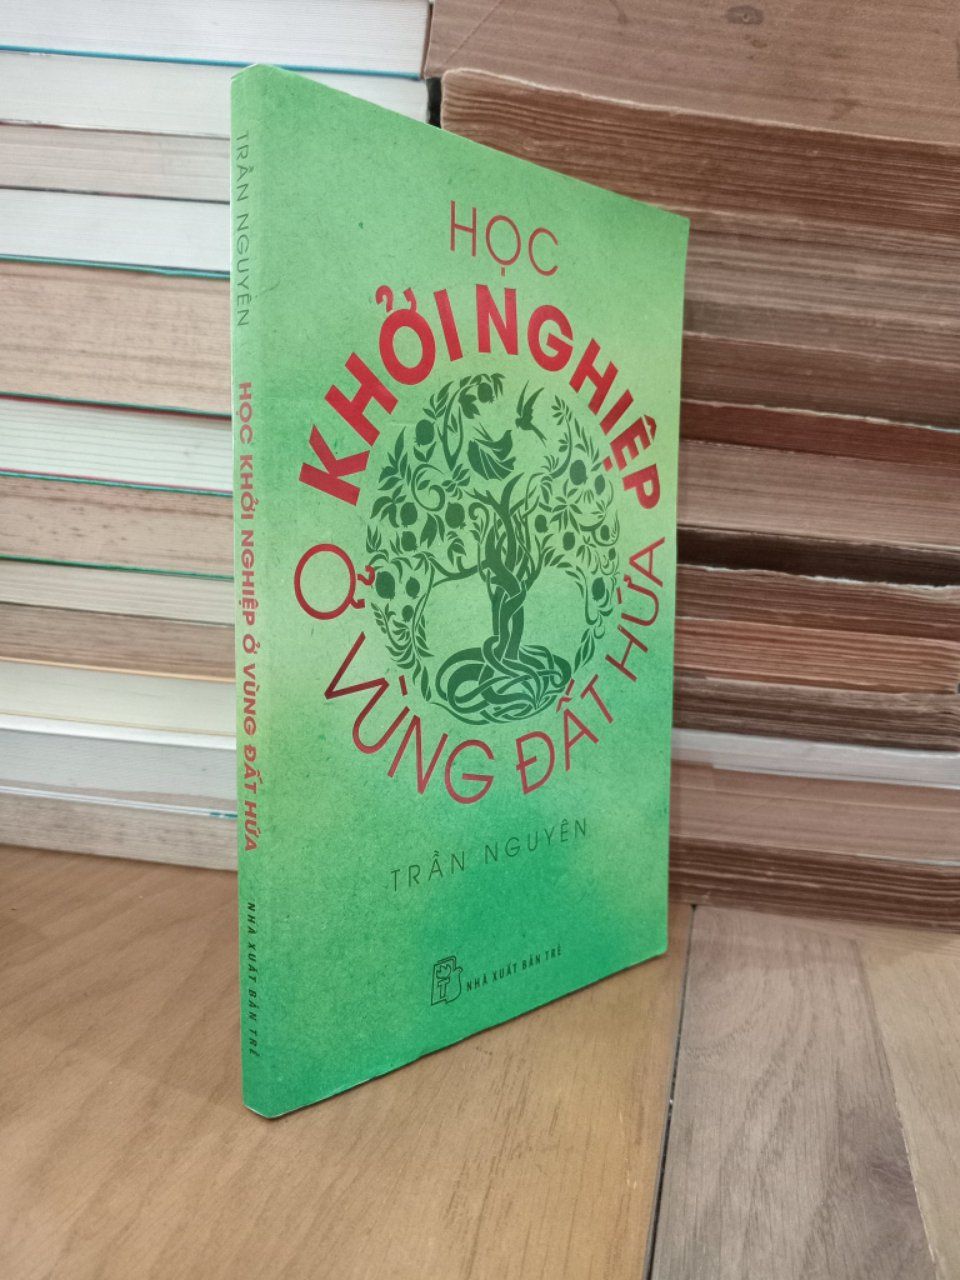 TRẦN NGUYÊN
HỌC KHỞI NGHIỆP Ở VÙNG ĐẤT HỨA
NHÀ XUẤT BẢN TRẺ
HỌC
KHỞI NGHIỆP
Ở VÙNG ĐẤT HỨA
TRẦN NGUYÊN
NHÀ XUẤT BẢN TRẺ